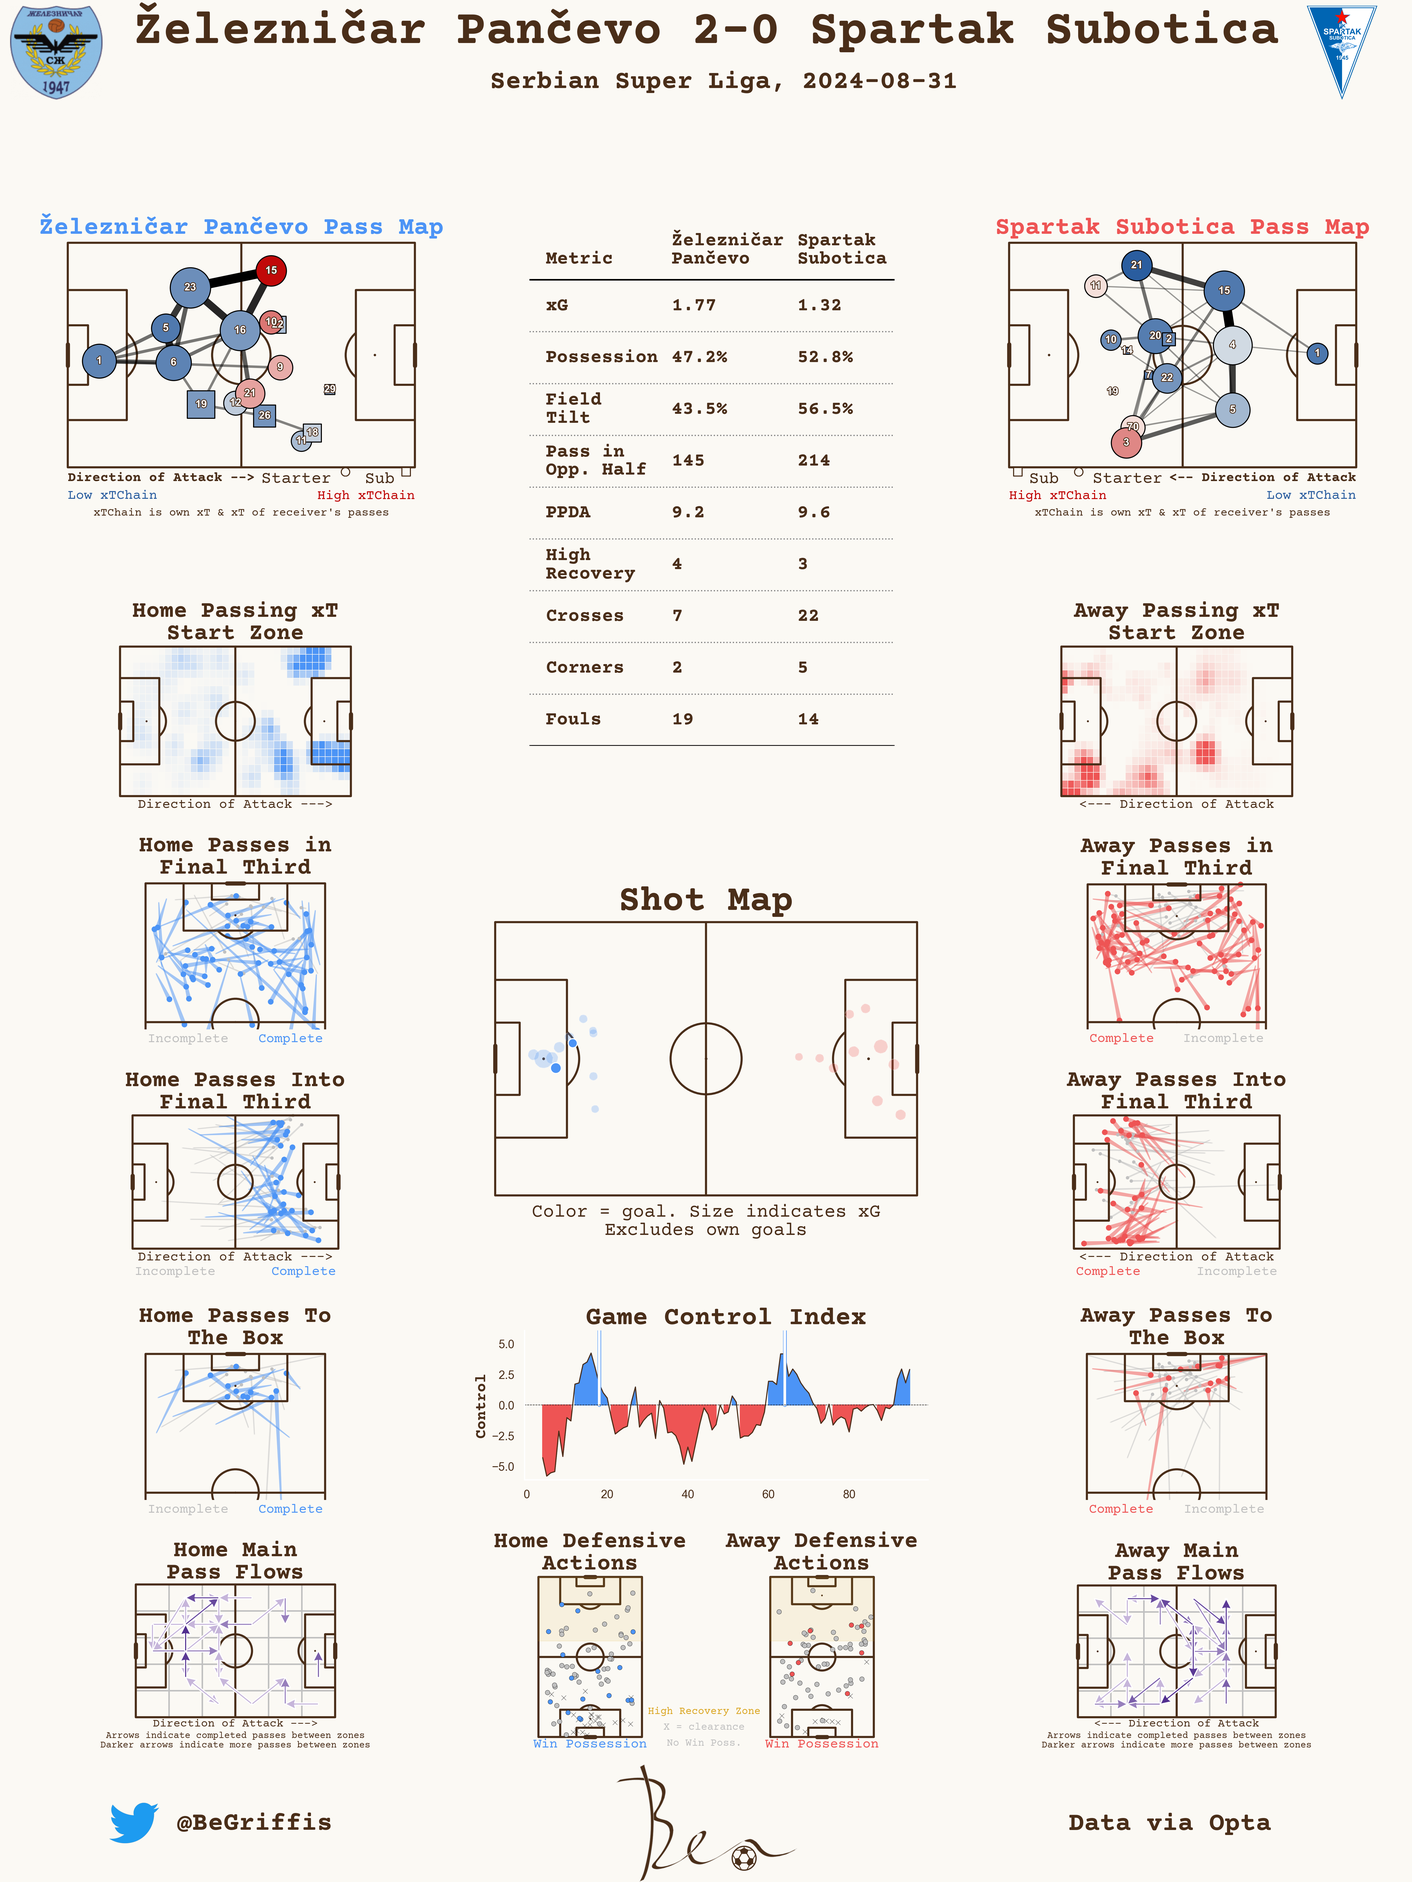 Železničar Pančevo 2-0 Spartak Subotica
Serbian Super Liga, 2024-08-31
ЖЕЛЕЗНИЧАР
СЖ
1947
SPARTAK
SUBOTICA
1945
Železničar Pančevo Pass Map
15
23
5
16
10
22
1
6
9
29
19
12
21
26
18
11
Direction of Attack --> Starter Sub
Low xTChain High xTChain
xTChain is own xT & xT of receiver's passes
Metric Železničar Pančevo Spartak Subotica
xG 1.77 1.32
Possession 47.2% 52.8%
Field Tilt 43.5% 56.5%
Pass in Opp. Half 145 214
PPDA 9.2 9.6
High Recovery 4 3
Crosses 7 22
Corners 2 5
Fouls 19 14
Spartak Subotica Pass Map
21
11
15
10
20
2
14
4
1
7
22
19
5
70
3
Sub Starter <-- Direction of Attack
High xTChain Low xTChain
xTChain is own xT & xT of receiver's passes
Home Passing xT
Start Zone
Direction of Attack --->
Away Passing xT
Start Zone
<--- Direction of Attack
Home Passes in
Final Third
Incomplete Complete
Away Passes in
Final Third
Complete Incomplete
Shot Map
Color = goal. Size indicates xG
Excludes own goals
Home Passes Into
Final Third
Direction of Attack --->
Incomplete Complete
Away Passes Into
Final Third
<--- Direction of Attack
Complete Incomplete
Home Passes To
The Box
Incomplete Complete
Game Control Index
Control
5.0
2.5
0.0
−2.5
−5.0
0 20 40 60 80
Away Passes To
The Box
Complete Incomplete
Home Main
Pass Flows
Direction of Attack --->
Arrows indicate completed passes between zones
Darker arrows indicate more passes between zones
Home Defensive
Actions
Win Possession
Away Defensive
Actions
Win Possession
High Recovery Zone
X = clearance
No Win Poss.
Away Main
Pass Flows
<--- Direction of Attack
Arrows indicate completed passes between zones
Darker arrows indicate more passes between zones
@BeGriffis
Ben
Data via Opta